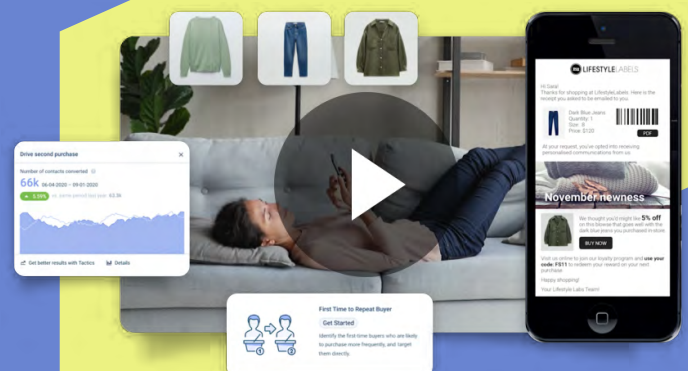 Drive second purchase
Number of contacts converted
66k 06-04-2020 - 09-01-2020
5.50% vs. same period last year 63.9k
Get better results with Tactics Details
First Time to Repeat Buyer
Get Started
Identify the first-time buyers who are likely
to purchase more frequently, and target
them directly.
LIFESTYLELABELS
Hi Dara!
Thanks for shopping at LifestyleLabels. Here is the
receipt you asked to be emailed to you.
Dark Blue Jeans
Quantity: 1
Size: 8
Price: $120
PDF
At your request, you've opted into receiving
personalised communications from us.
November newness
We thought you'd might like 5% off
on this blouse that goes well with the
dark blue jeans you purchased in store.
BUY NOW
Visit us online to join our loyalty program and use your
code: FS11 to redeem your reward on your next
purchase.
Happy shopping!
Your Lifestyle Labs Team!